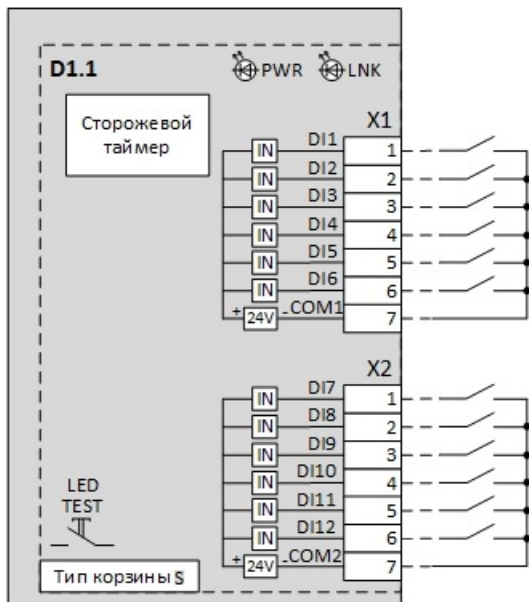 D1.1 PWR LNK
Сторожевой
таймер
X1
IN DI1 1
IN DI2 2
IN DI3 3
IN DI4 4
IN DI5 5
IN DI6 6
+ 24V - COM1 7
X2
IN DI7 1
IN DI8 2
IN DI9 3
IN DI10 4
IN DI11 5
IN DI12 6
+ 24V - COM2 7
LED
TEST
Тип корзины S